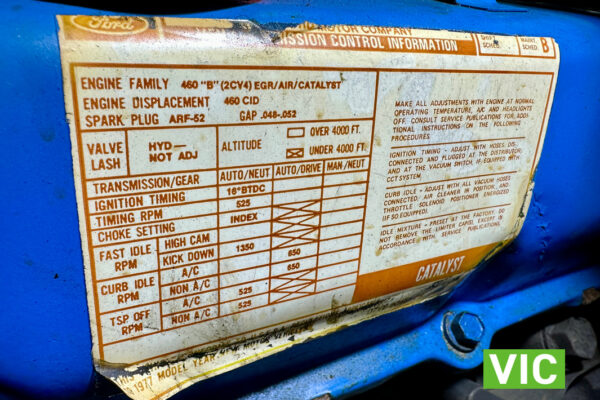 Ford
MOTOR COMPANY
MISSION CONTROL INFORMATION
B
ENGINE FAMILY 460 "B" (2CV4) EGR/AIR/CATALYST
ENGINE DISPLACEMENT 460 CID
SPARK PLUG ARF-52 GAP .048-.052
VALVE LASH HYD— NOT ADJ ALTITUDE OVER 4000 FT. UNDER 4000 FT.
TRANSMISSION/GEAR AUTO/NEUT AUTO/DRIVE MAN/NEUT
IGNITION TIMING 16°BTDC
TIMING RPM 525
CHOKE SETTING INDEX
FAST IDLE RPM HIGH CAM
KICK DOWN 1350
CURB IDLE RPM A/C 650
NON A/C 650
TSP OFF RPM A/C 525
NON A/C 525
MAKE ALL ADJUSTMENTS WITH ENGINE AT NORMAL
OPERATING TEMPERATURE, A/C AND HEADLIGHTS
OFF. CONSULT SERVICE PUBLICATIONS FOR ADDI-
TIONAL INSTRUCTIONS ON THE FOLLOWING
PROCEDURES.
IGNITION TIMING - ADJUST WITH HOSES DIS-
CONNECTED AND PLUGGED AT THE DISTRIBUTOR,
AND AT THE VACUUM SWITCH, IF EQUIPPED WITH
CCT SYSTEM.
CURB IDLE - ADJUST WITH ALL VACUUM HOSES
CONNECTED, AIR CLEANER IN POSITION, AND
THROTTLE SOLENOID POSITIONER ENERGIZED
(IF SO EQUIPPED).
IDLE MIXTURE - PRESET AT THE FACTORY. DO
NOT REMOVE THE LIMITER CAP(S), EXCEPT IN
ACCORDANCE WITH SERVICE PUBLICATIONS.
CATALYST
1977 MODEL YEAR
VIC